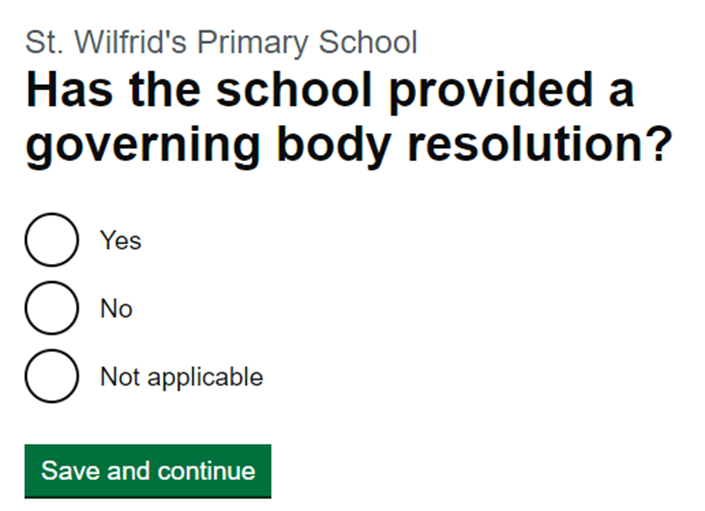 St. Wilfrid's Primary School
Has the school provided a
governing body resolution?
Yes
No
Not applicable
Save and continue